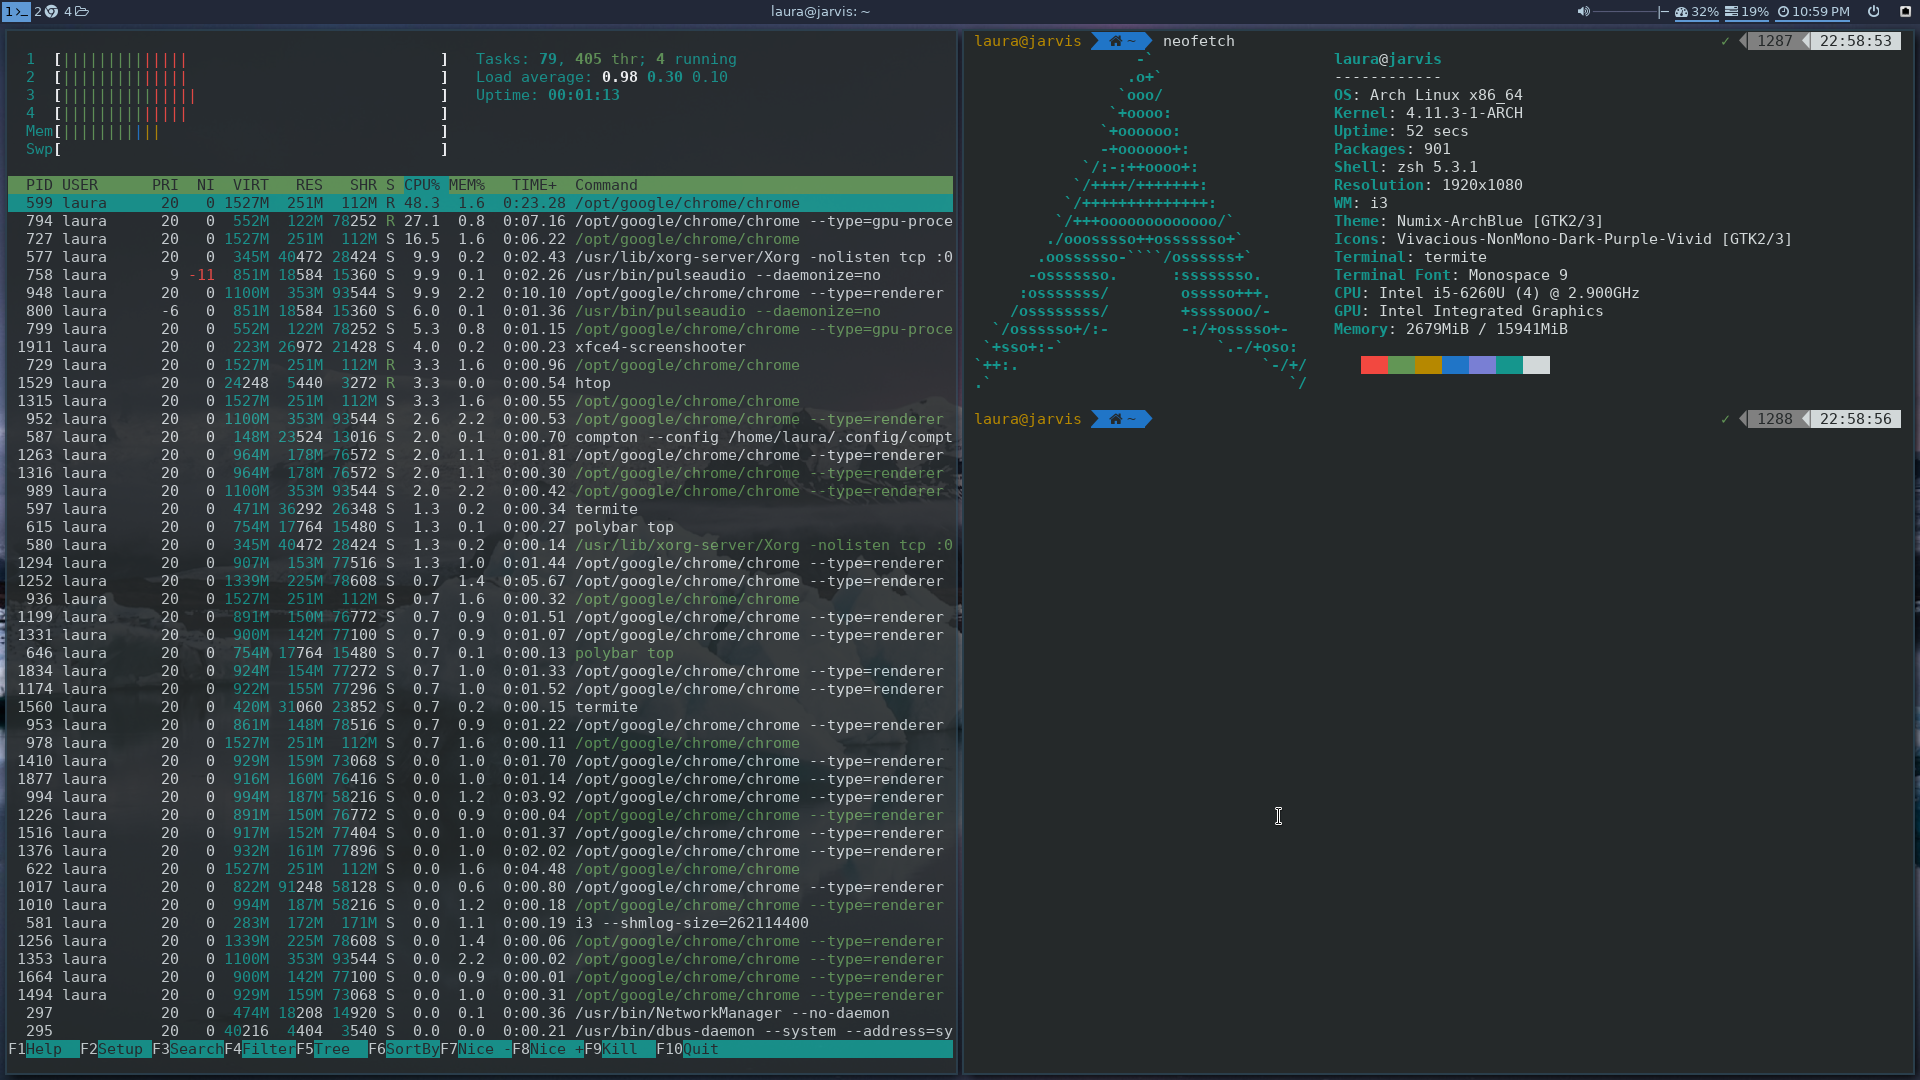 1 2 4 laura@jarvis: ~ 32% 19% 10:59 PM
1 [||||||||||||||| ]
2 [||||||||||||||| ]
3 [|||||||||||||||| ]
4 [||||||||||||||| ]
Mem[|||||||||||| ]
Swp[ ]
Tasks: 79, 405 thr; 4 running
Load average: 0.98 0.30 0.10
Uptime: 00:01:13
PID USER PRI NI VIRT RES SHR S CPU% MEM% TIME+ Command
599 laura 20 0 1527M 251M 112M R 48.3 1.6 0:23.28 /opt/google/chrome/chrome
794 laura 20 0 552M 122M 78252 R 27.1 0.8 0:07.16 /opt/google/chrome/chrome --type=gpu-proce
727 laura 20 0 1527M 251M 112M S 16.5 1.6 0:06.22 /opt/google/chrome/chrome
577 laura 20 0 345M 40472 28424 S 9.9 0.2 0:02.43 /usr/lib/xorg-server/Xorg -nolisten tcp :0
758 laura 9 -11 851M 18584 15360 S 9.9 0.1 0:02.26 /usr/bin/pulseaudio --daemonize=no
948 laura 20 0 1100M 353M 93544 S 9.9 2.2 0:10.10 /opt/google/chrome/chrome --type=renderer
800 laura -6 0 851M 18584 15360 S 6.0 0.1 0:01.36 /usr/bin/pulseaudio --daemonize=no
799 laura 20 0 552M 122M 78252 S 5.3 0.8 0:01.15 /opt/google/chrome/chrome --type=gpu-proce
1911 laura 20 0 223M 26972 21428 S 4.0 0.2 0:00.23 xfce4-screenshooter
729 laura 20 0 1527M 251M 112M R 3.3 1.6 0:00.96 /opt/google/chrome/chrome
1529 laura 20 0 24248 5440 3272 R 3.3 0.0 0:00.54 htop
1315 laura 20 0 1527M 251M 112M S 3.3 1.6 0:00.55 /opt/google/chrome/chrome
952 laura 20 0 1100M 353M 93544 S 2.6 2.2 0:00.53 /opt/google/chrome/chrome --type=renderer
587 laura 20 0 148M 23524 13016 S 2.0 0.1 0:00.70 compton --config /home/laura/.config/compt
1263 laura 20 0 964M 178M 76572 S 2.0 1.1 0:01.81 /opt/google/chrome/chrome --type=renderer
1316 laura 20 0 964M 178M 76572 S 2.0 1.1 0:00.30 /opt/google/chrome/chrome --type=renderer
989 laura 20 0 1100M 353M 93544 S 2.0 2.2 0:00.42 /opt/google/chrome/chrome --type=renderer
597 laura 20 0 471M 36292 26348 S 1.3 0.2 0:00.34 termite
615 laura 20 0 754M 17764 15480 S 1.3 0.1 0:00.27 polybar top
580 laura 20 0 345M 40472 28424 S 1.3 0.2 0:00.14 /usr/lib/xorg-server/Xorg -nolisten tcp :0
1294 laura 20 0 907M 153M 77516 S 1.3 1.0 0:01.44 /opt/google/chrome/chrome --type=renderer
1252 laura 20 0 1339M 225M 78608 S 0.7 1.4 0:05.67 /opt/google/chrome/chrome --type=renderer
936 laura 20 0 1527M 251M 112M S 0.7 1.6 0:00.32 /opt/google/chrome/chrome
1199 laura 20 0 891M 150M 76772 S 0.7 0.9 0:01.51 /opt/google/chrome/chrome --type=renderer
1331 laura 20 0 900M 142M 77100 S 0.7 0.9 0:01.07 /opt/google/chrome/chrome --type=renderer
646 laura 20 0 754M 17764 15480 S 0.7 0.1 0:00.13 polybar top
1834 laura 20 0 924M 154M 77272 S 0.7 1.0 0:01.33 /opt/google/chrome/chrome --type=renderer
1174 laura 20 0 922M 155M 77296 S 0.7 1.0 0:01.52 /opt/google/chrome/chrome --type=renderer
1560 laura 20 0 420M 31060 23852 S 0.7 0.2 0:00.15 termite
953 laura 20 0 861M 148M 78516 S 0.7 0.9 0:01.22 /opt/google/chrome/chrome --type=renderer
978 laura 20 0 1527M 251M 112M S 0.7 1.6 0:00.11 /opt/google/chrome/chrome
1410 laura 20 0 929M 159M 73068 S 0.0 1.0 0:01.70 /opt/google/chrome/chrome --type=renderer
1877 laura 20 0 916M 160M 76416 S 0.0 1.0 0:01.14 /opt/google/chrome/chrome --type=renderer
994 laura 20 0 994M 187M 58216 S 0.0 1.2 0:03.92 /opt/google/chrome/chrome --type=renderer
1226 laura 20 0 891M 150M 76772 S 0.0 0.9 0:00.04 /opt/google/chrome/chrome --type=renderer
1516 laura 20 0 917M 152M 77404 S 0.0 1.0 0:01.37 /opt/google/chrome/chrome --type=renderer
1376 laura 20 0 932M 161M 77896 S 0.0 1.0 0:02.02 /opt/google/chrome/chrome --type=renderer
622 laura 20 0 1527M 251M 112M S 0.0 1.6 0:04.48 /opt/google/chrome/chrome
1017 laura 20 0 822M 91248 58128 S 0.0 0.6 0:00.80 /opt/google/chrome/chrome --type=renderer
1010 laura 20 0 994M 187M 58216 S 0.0 1.2 0:00.18 /opt/google/chrome/chrome --type=renderer
581 laura 20 0 283M 172M 171M S 0.0 1.1 0:00.19 i3 --shmlog-size=262114400
1256 laura 20 0 1339M 225M 78608 S 0.0 1.4 0:00.06 /opt/google/chrome/chrome --type=renderer
1353 laura 20 0 1100M 353M 93544 S 0.0 2.2 0:00.02 /opt/google/chrome/chrome --type=renderer
1664 laura 20 0 900M 142M 77100 S 0.0 0.9 0:00.01 /opt/google/chrome/chrome --type=renderer
1494 laura 20 0 929M 159M 73068 S 0.0 1.0 0:00.31 /opt/google/chrome/chrome --type=renderer
297 20 0 474M 18208 14920 S 0.0 0.1 0:00.36 /usr/bin/NetworkManager --no-daemon
295 20 0 40216 4404 3540 S 0.0 0.0 0:00.21 /usr/bin/dbus-daemon --system --address=sy
F1Help F2Setup F3SearchF4FilterF5Tree F6SortByF7Nice -F8Nice +F9Kill F10Quit
laura@jarvis ~ neofetch ✓ 1287 22:58:53
-`
.o+`
`ooo/
`+oooo:
`+oooooo:
-+oooooo+:
`/:-:++oooo+:
`/++++/+++++++:
`/++++++++++++++:
`/+++ooooooooooooo/`
./ooosssso++osssssso+`
.oossssso-````/ossssss+`
-osssssso. :ssssssso.
:osssssss/ osssso+++.
/ossssssss/ +ssssooo/-
`/ossssso+/:- -:/+osssso+-
`+sso+:-` `.-/+oso:
`++:. `-/+/
.` `/
laura@jarvis
------------
OS: Arch Linux x86_64
Kernel: 4.11.3-1-ARCH
Uptime: 52 secs
Packages: 901
Shell: zsh 5.3.1
Resolution: 1920x1080
WM: i3
Theme: Numix-ArchBlue [GTK2/3]
Icons: Vivacious-NonMono-Dark-Purple-Vivid [GTK2/3]
Terminal: termite
Terminal Font: Monospace 9
CPU: Intel i5-6260U (4) @ 2.900GHz
GPU: Intel Integrated Graphics
Memory: 2679MiB / 15941MiB
laura@jarvis ~ ✓ 1288 22:58:56